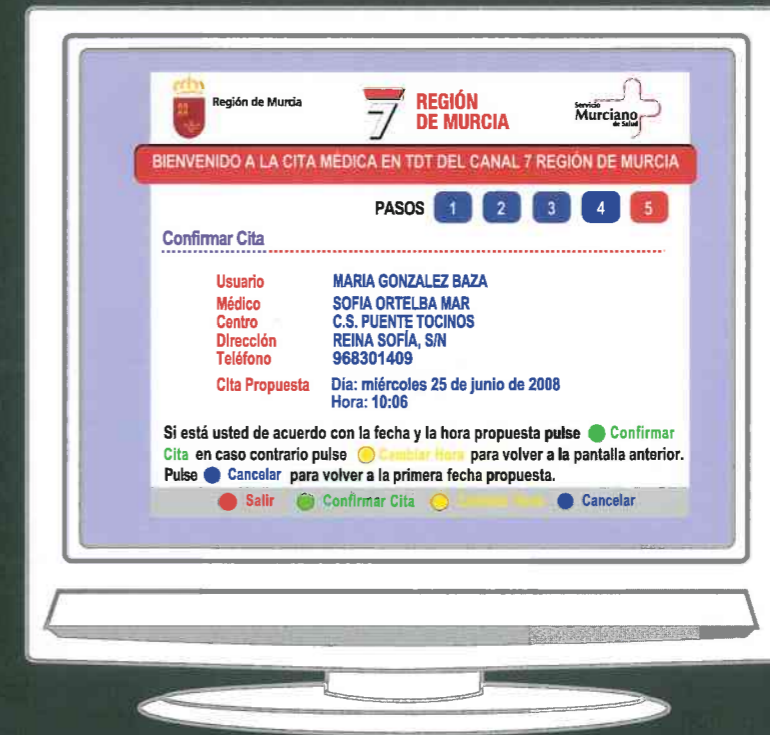 Región de Murcia
7 REGIÓN
DE MURCIA
Servicio
Murciano
de Salud
BIENVENIDO A LA CITA MÉDICA EN TDT DEL CANAL 7 REGIÓN DE MURCIA
PASOS 1 2 3 4 5
Confirmar Cita
Usuario MARIA GONZALEZ BAZA
Médico SOFIA ORTELBA MAR
Centro C.S. PUENTE TOCINOS
Dirección REINA SOFÍA, S/N
Teléfono 968301409
Cita Propuesta Día: miércoles 25 de junio de 2008
Hora: 10:06
Si está usted de acuerdo con la fecha y la hora propuesta pulse Confirmar
Cita en caso contrario pulse Cambiar Hora para volver a la pantalla anterior.
Pulse Cancelar para volver a la primera fecha propuesta.
Salir Confirmar Cita Cancelar